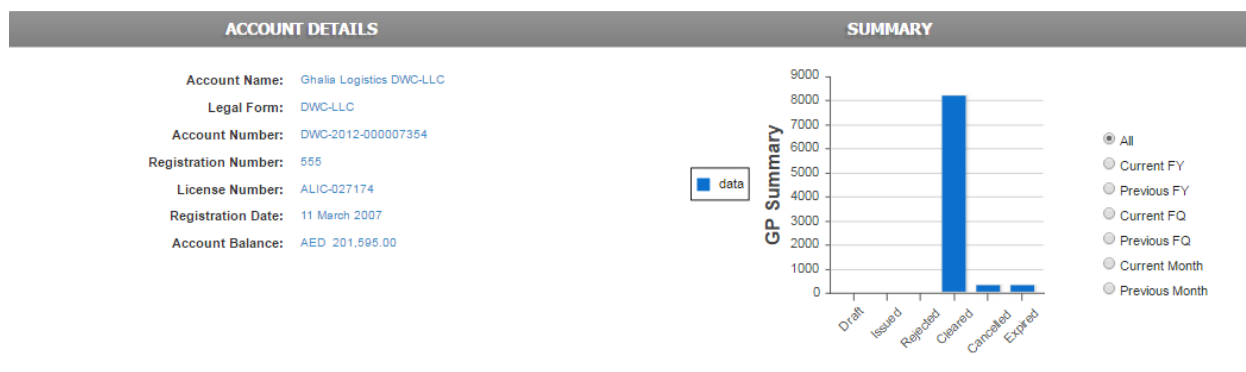 ACCOUNT DETAILS
SUMMARY
Account Name: Ghalia Logistics DWC-LLC
Legal Form: DWC-LLC
Account Number: DWC-2012-000007354
Registration Number: 555
License Number: ALIC-027174
Registration Date: 11 March 2007
Account Balance: AED 201,595.00
data
GP Summary
9000
8000
7000
6000
5000
4000
3000
2000
1000
0
Draft
Issued
Rejected
Cleared
Cancelled
Expired
All
Current FY
Previous FY
Current FQ
Previous FQ
Current Month
Previous Month